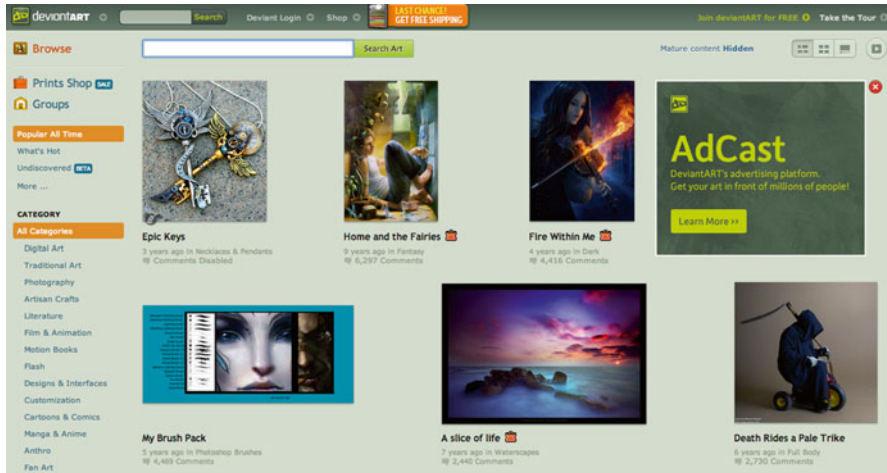 deviantART
Search
Deviant Login
Shop
LAST CHANCE!
GET FREE SHIPPING
Join deviantART for FREE
Take the Tour
Browse
Search Art
Mature content Hidden
Prints Shop SALE
Groups
Popular All Time
What's Hot
Undiscovered BETA
More ...
CATEGORY
All Categories
Digital Art
Traditional Art
Photography
Artisan Crafts
Literature
Film & Animation
Motion Books
Flash
Designs & Interfaces
Customization
Cartoons & Comics
Manga & Anime
Anthro
Fan Art
Epic Keys
3 years ago in Necklaces & Pendants
Comments Disabled
Home and the Fairies
9 years ago in Fantasy
6,297 Comments
Fire Within Me
4 years ago in Dark
4,416 Comments
AdCast
DeviantART's advertising platform.
Get your art in front of millions of people!
Learn More >>
My Brush Pack
5 years ago in Photoshop Brushes
4,469 Comments
A slice of life
7 years ago in Waterscapes
2,440 Comments
Death Rides a Pale Trike
6 years ago in Full Body
2,730 Comments